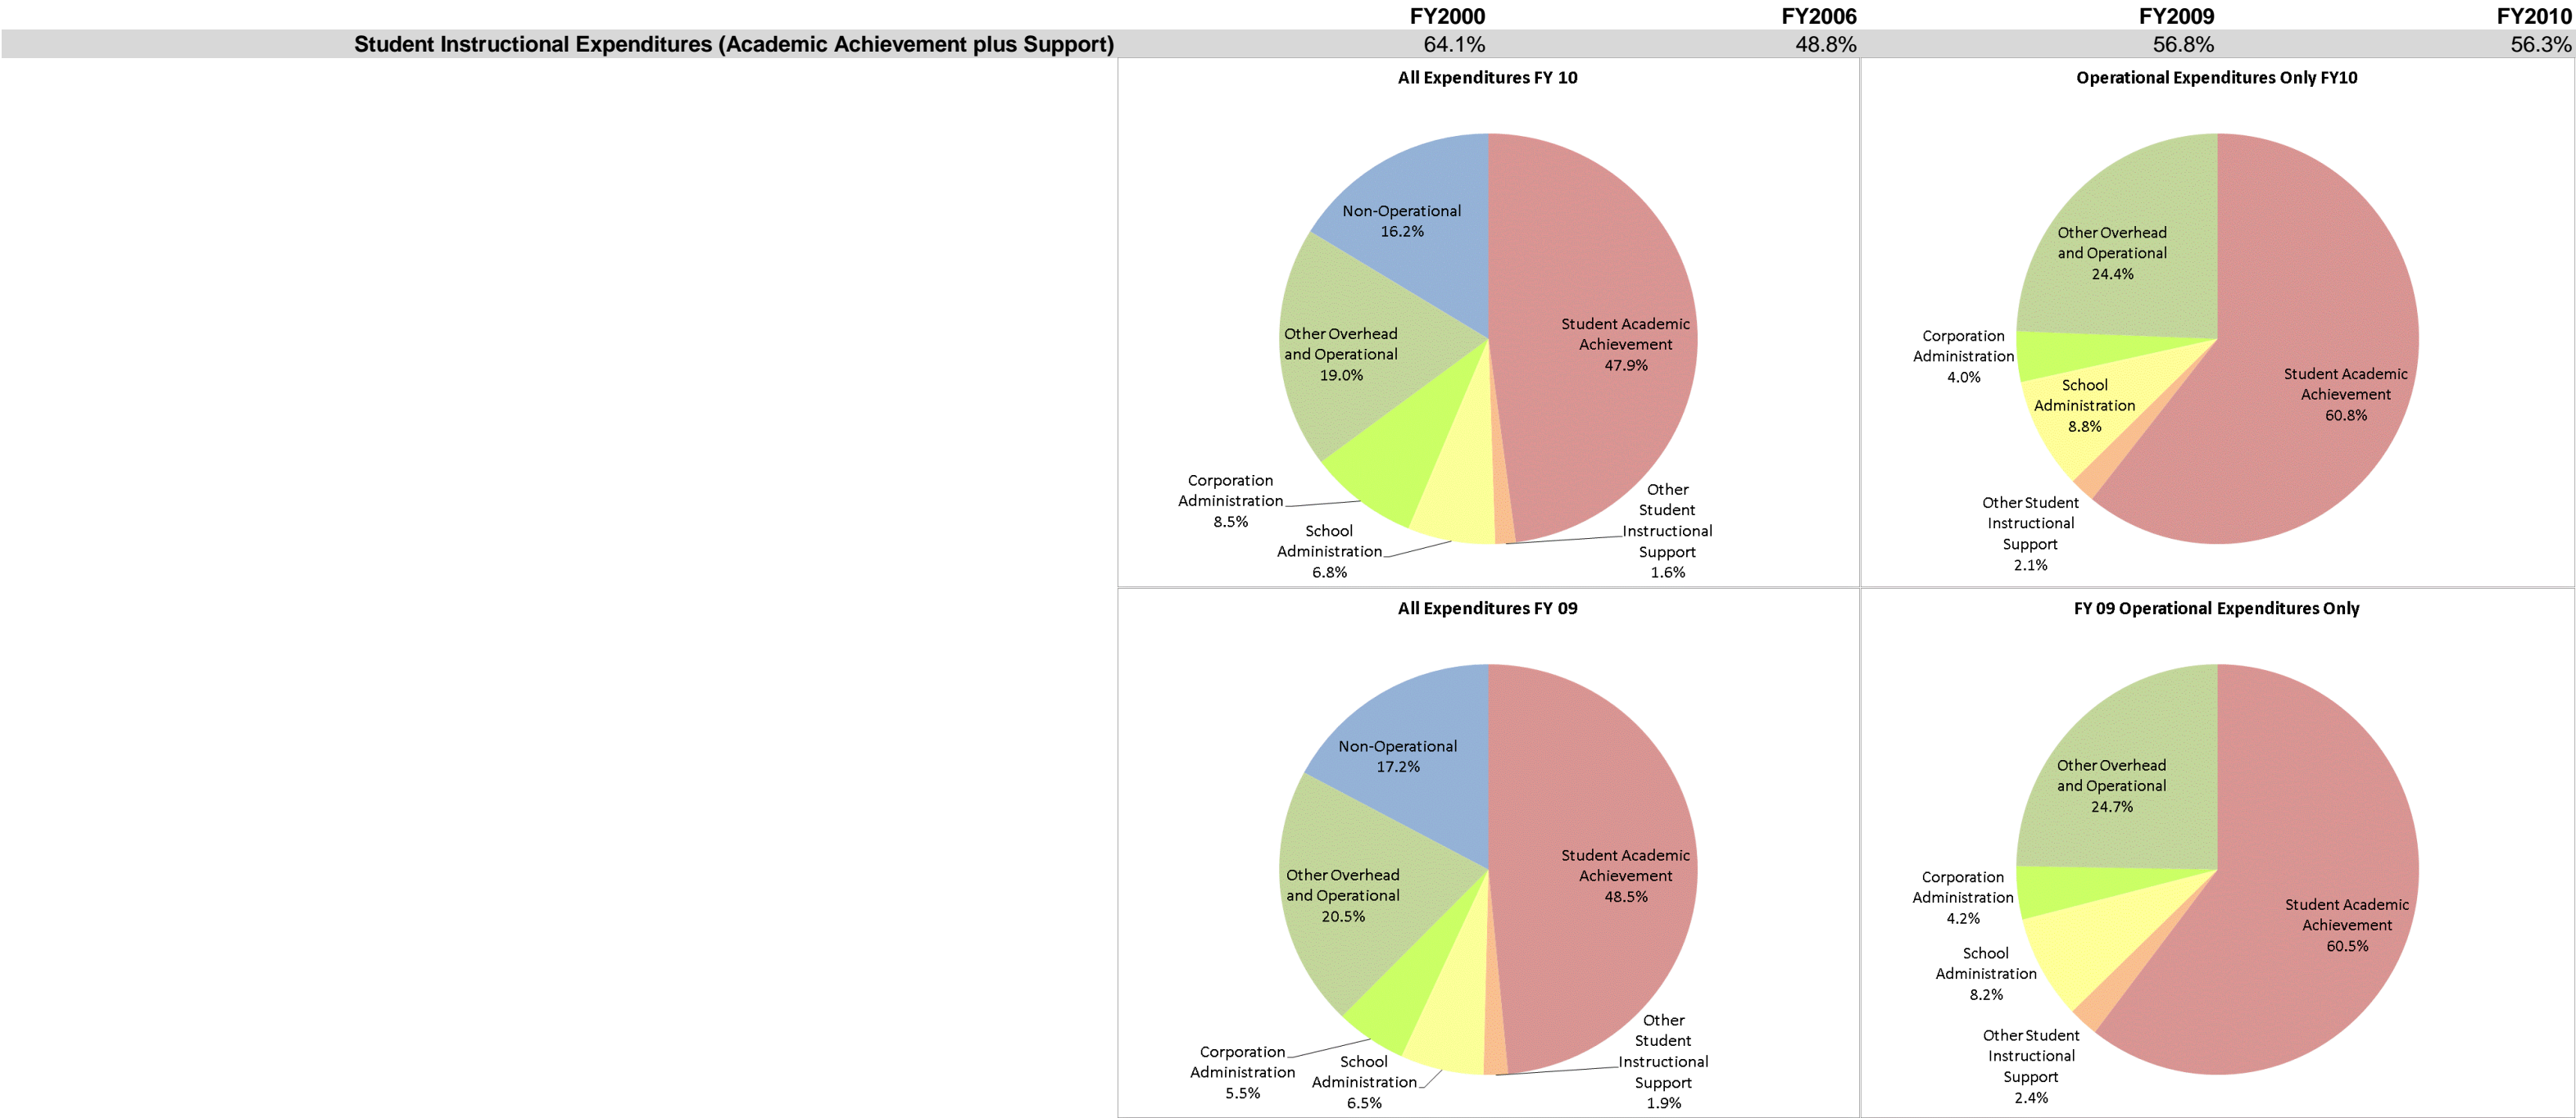 FY2000 FY2006 FY2009 FY2010
Student Instructional Expenditures (Academic Achievement plus Support) 64.1% 48.8% 56.8% 56.3%
All Expenditures FY 10
Non-Operational
16.2%
Student Academic
Achievement
47.9%
Other Overhead
and Operational
19.0%
Corporation
Administration
8.5%
School
Administration
6.8%
Other
Student
Instructional
Support
1.6%
Operational Expenditures Only FY10
Other Overhead
and Operational
24.4%
Corporation
Administration
4.0%
School
Administration
8.8%
Student Academic
Achievement
60.8%
Other Student
Instructional
Support
2.1%
All Expenditures FY 09
Non-Operational
17.2%
Student Academic
Achievement
48.5%
Other Overhead
and Operational
20.5%
Corporation
Administration
5.5%
School
Administration
6.5%
Other
Student
Instructional
Support
1.9%
FY 09 Operational Expenditures Only
Other Overhead
and Operational
24.7%
Corporation
Administration
4.2%
School
Administration
8.2%
Student Academic
Achievement
60.5%
Other Student
Instructional
Support
2.4%